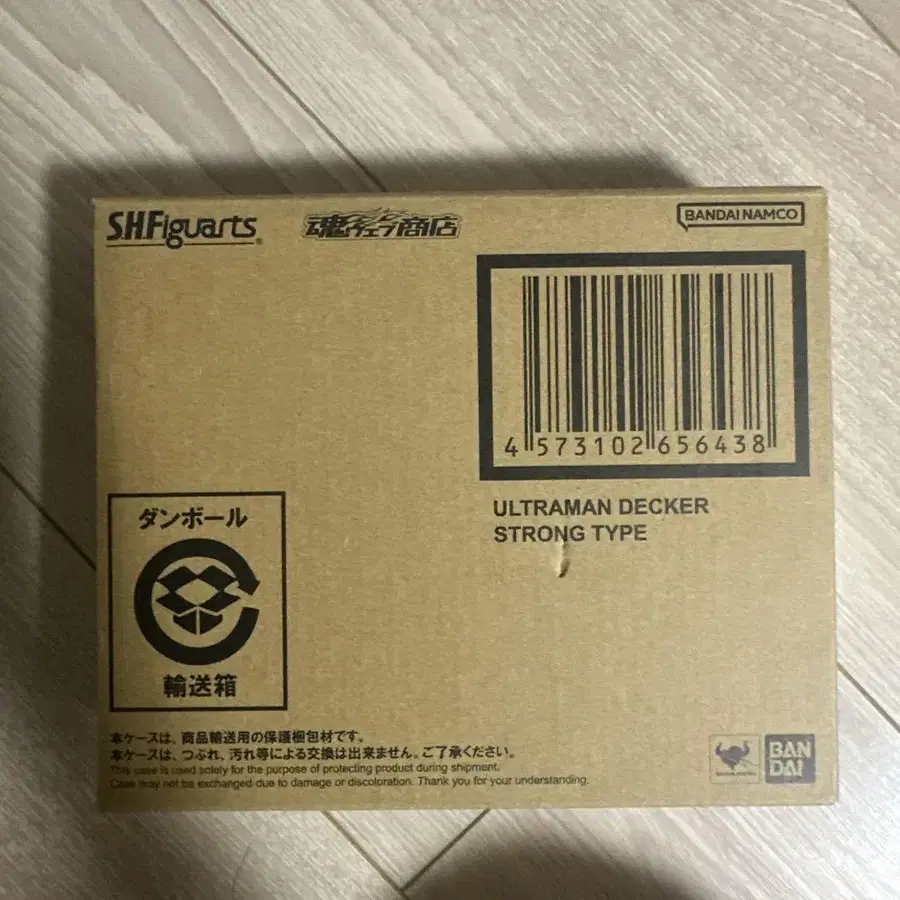 S.H.Figuarts®
魂ウェブ商店
BANDAI NAMCO
4 573102 656438
ULTRAMAN DECKER
STRONG TYPE
ダンボール
輸送箱
本ケースは、商品輸送用の保護梱包材です。
本ケースは、つぶれ、汚れ等による交換は出来ません。ご了承ください。
This case is used solely for the purpose of protecting product during shipment.
Case may not be exchanged due to damage or discoloration. Thank you for your understanding.
BAN
DAI